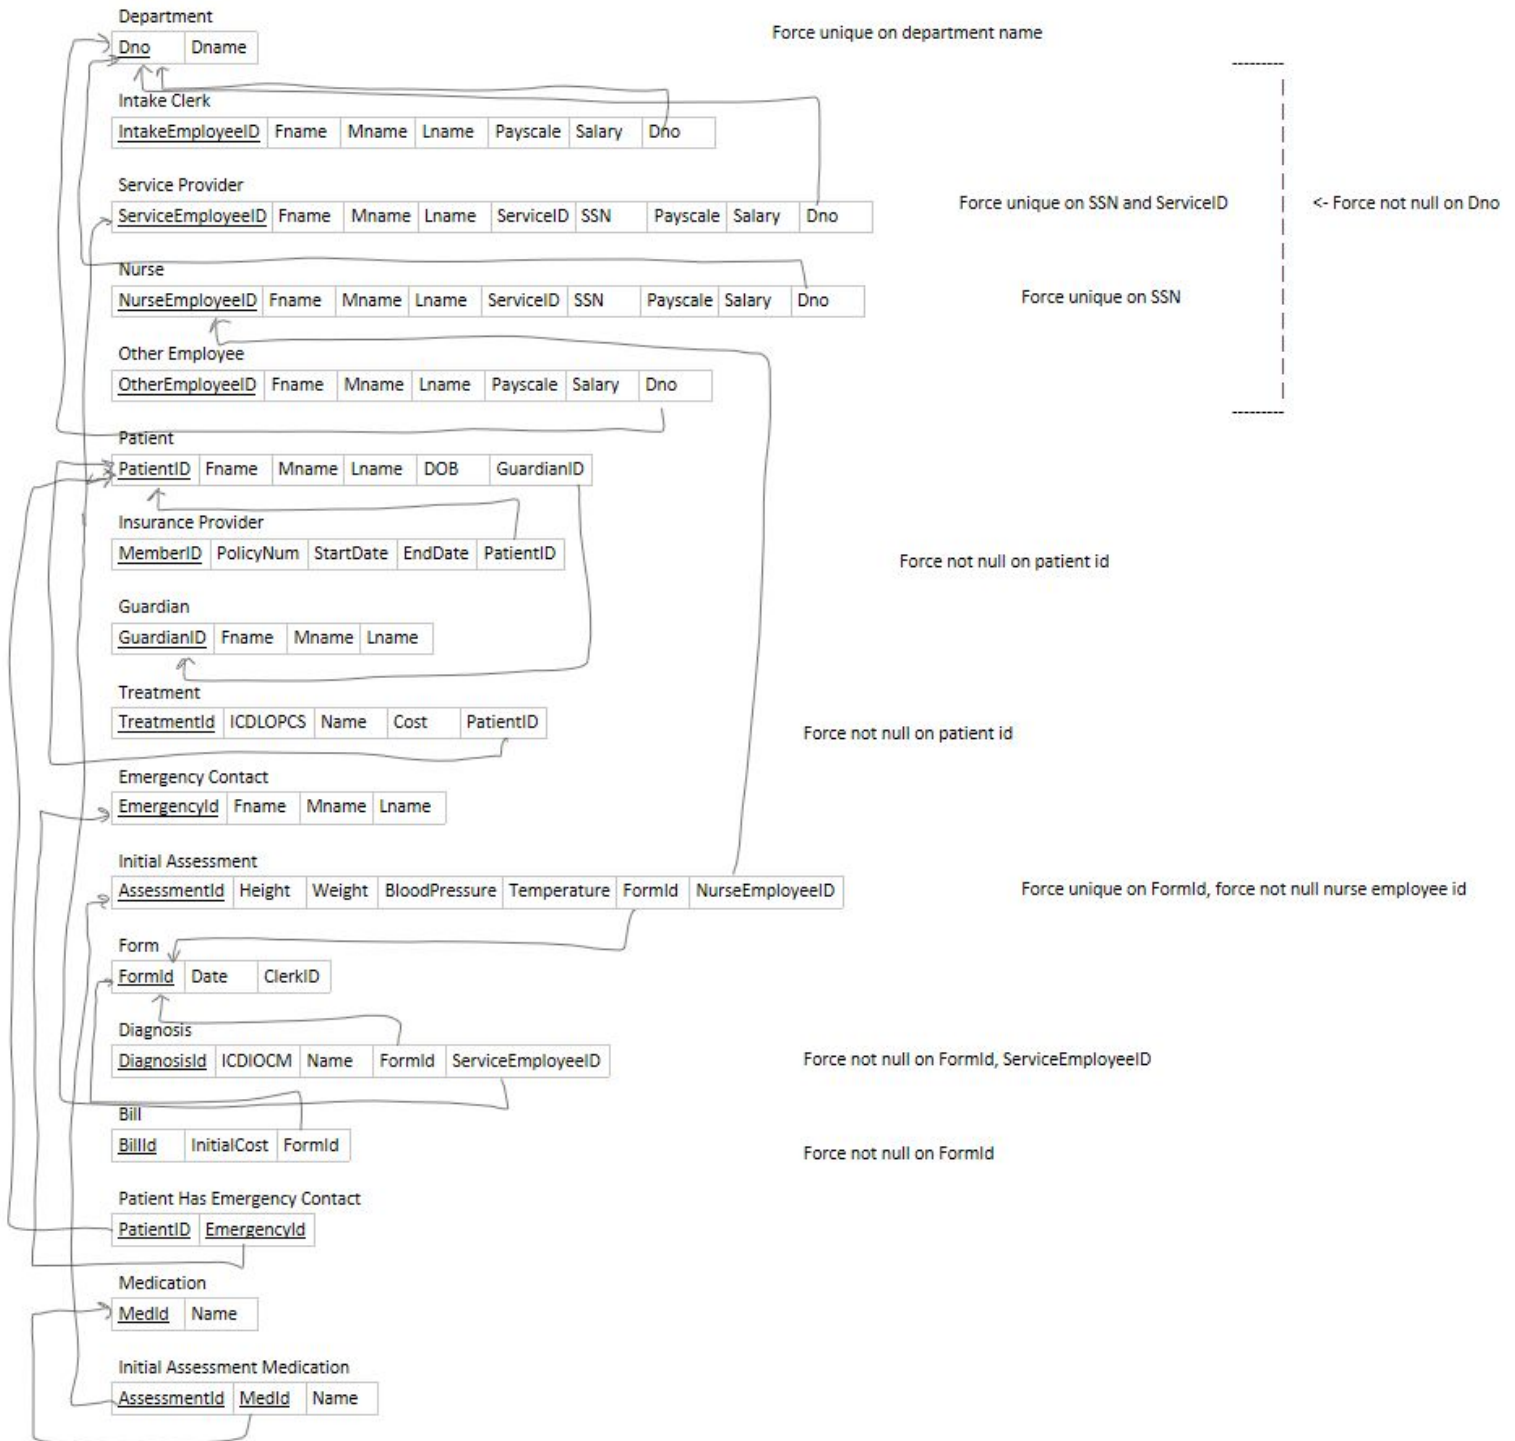 Department
Force unique on department name
Dno Dname
Intake Clerk
IntakeEmployeeID Fname Mname Lname Payscale Salary Dno
Service Provider
ServiceEmployeeID Fname Mname Lname ServiceID SSN Payscale Salary Dno
Force unique on SSN and ServiceID
<- Force not null on Dno
Nurse
NurseEmployeeID Fname Mname Lname ServiceID SSN Payscale Salary Dno
Force unique on SSN
Other Employee
OtherEmployeeID Fname Mname Lname Payscale Salary Dno
Patient
PatientID Fname Mname Lname DOB GuardianID
Insurance Provider
MemberID PolicyNum StartDate EndDate PatientID
Force not null on patient id
Guardian
GuardianID Fname Mname Lname
Treatment
TreatmentId ICDLOPCS Name Cost PatientID
Force not null on patient id
Emergency Contact
EmergencyId Fname Mname Lname
Initial Assessment
AssessmentId Height Weight BloodPressure Temperature FormId NurseEmployeeID
Force unique on FormId, force not null nurse employee id
Form
FormId Date ClerkID
Diagnosis
DiagnosisId ICDIOCM Name FormId ServiceEmployeeID
Force not null on FormId, ServiceEmployeeID
Bill
BillId InitialCost FormId
Force not null on FormId
Patient Has Emergency Contact
PatientID EmergencyId
Medication
MedId Name
Initial Assessment Medication
AssessmentId MedId Name